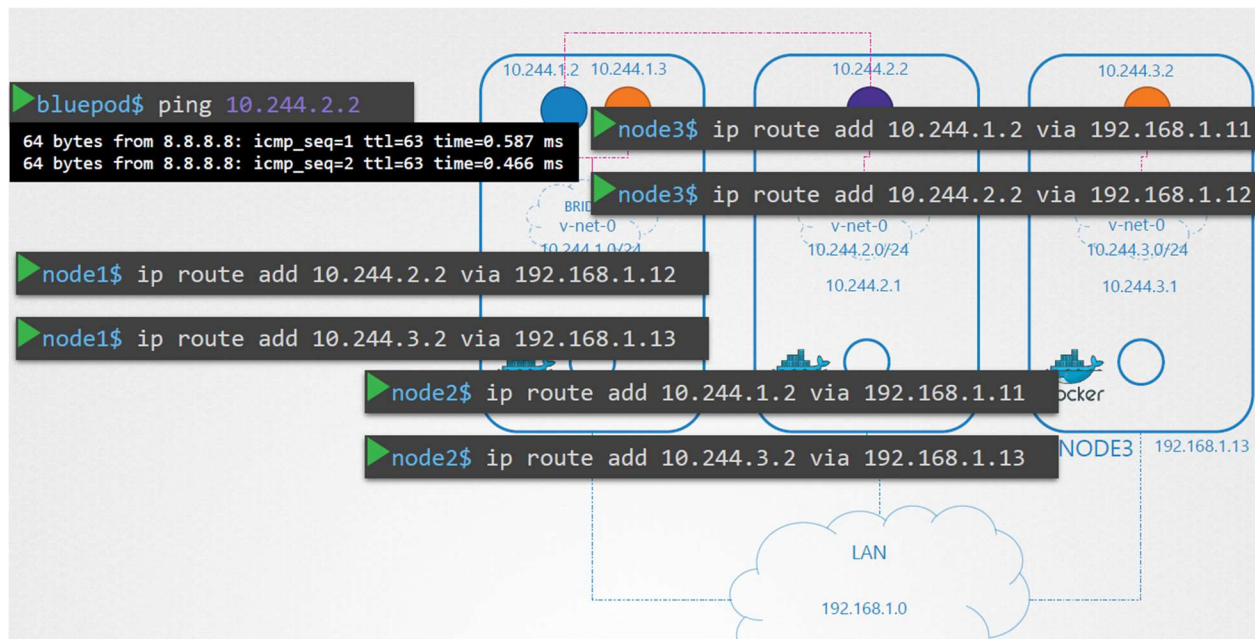 10.244.1.2 10.244.1.3
10.244.2.2
10.244.3.2
bluepod$ ping 10.244.2.2
64 bytes from 8.8.8.8: icmp_seq=1 ttl=63 time=0.587 ms
64 bytes from 8.8.8.8: icmp_seq=2 ttl=63 time=0.466 ms
node3$ ip route add 10.244.1.2 via 192.168.1.11
node3$ ip route add 10.244.2.2 via 192.168.1.12
v-net-0
10.244.1.0/24
v-net-0
10.244.2.0/24
10.244.2.1
v-net-0
10.244.3.0/24
10.244.3.1
node1$ ip route add 10.244.2.2 via 192.168.1.12
node1$ ip route add 10.244.3.2 via 192.168.1.13
node2$ ip route add 10.244.1.2 via 192.168.1.11
node2$ ip route add 10.244.3.2 via 192.168.1.13
NODE3 192.168.1.13
LAN
192.168.1.0